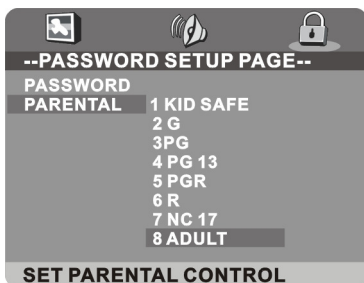 --PASSWORD SETUP PAGE--
PASSWORD
PARENTAL 1 KID SAFE
2 G
3PG
4 PG 13
5 PGR
6 R
7 NC 17
8 ADULT
SET PARENTAL CONTROL